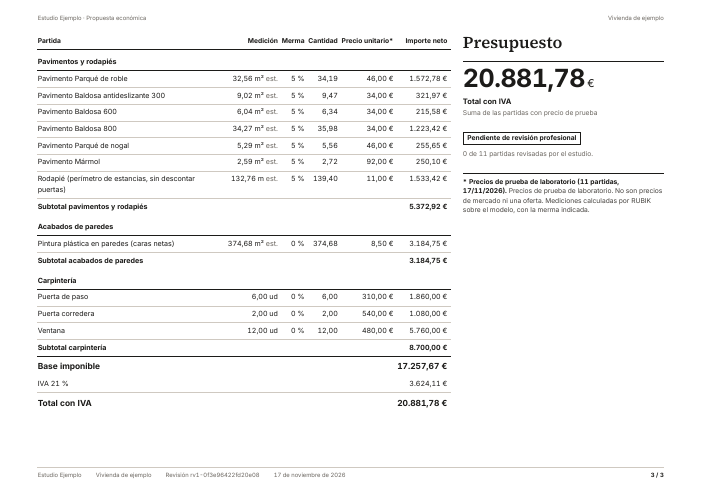 Estudio Ejemplo · Propuesta económica
Vivienda de ejemplo
Partida Medición Merma Cantidad Precio unitario* Importe neto
Pavimentos y rodapiés
Pavimento Parqué de roble 32,56 m² est. 5 % 34,19 46,00 € 1.572,78 €
Pavimento Baldosa antideslizante 300 9,02 m² est. 5 % 9,47 34,00 € 321,97 €
Pavimento Baldosa 600 6,04 m² est. 5 % 6,34 34,00 € 215,58 €
Pavimento Baldosa 800 34,27 m² est. 5 % 35,98 34,00 € 1.223,42 €
Pavimento Parqué de nogal 5,29 m² est. 5 % 5,56 46,00 € 255,65 €
Pavimento Mármol 2,59 m² est. 5 % 2,72 92,00 € 250,10 €
Rodapié (perímetro de estancias, sin descontar 132,76 m est. 5 % 139,40 11,00 € 1.533,42 €
puertas)
Subtotal pavimentos y rodapiés 5.372,92 €
Acabados de paredes
Pintura plástica en paredes (caras netas) 374,68 m² est. 0 % 374,68 8,50 € 3.184,75 €
Subtotal acabados de paredes 3.184,75 €
Carpintería
Puerta de paso 6,00 ud 0 % 6,00 310,00 € 1.860,00 €
Puerta corredera 2,00 ud 0 % 2,00 540,00 € 1.080,00 €
Ventana 12,00 ud 0 % 12,00 480,00 € 5.760,00 €
Subtotal carpintería 8.700,00 €
Base imponible 17.257,67 €
IVA 21 % 3.624,11 €
Total con IVA 20.881,78 €
Presupuesto
20.881,78 €
Total con IVA
Suma de las partidas con precio de prueba
Pendiente de revisión profesional
0 de 11 partidas revisadas por el estudio.
* Precios de prueba de laboratorio (11 partidas,
17/11/2026). Precios de prueba de laboratorio. No son precios
de mercado ni una oferta. Mediciones calculadas por RUBIK
sobre el modelo, con la merma indicada.
Estudio Ejemplo Vivienda de ejemplo Revisión rv1-0f3e96422fd20e08 17 de noviembre de 2026 3 / 3